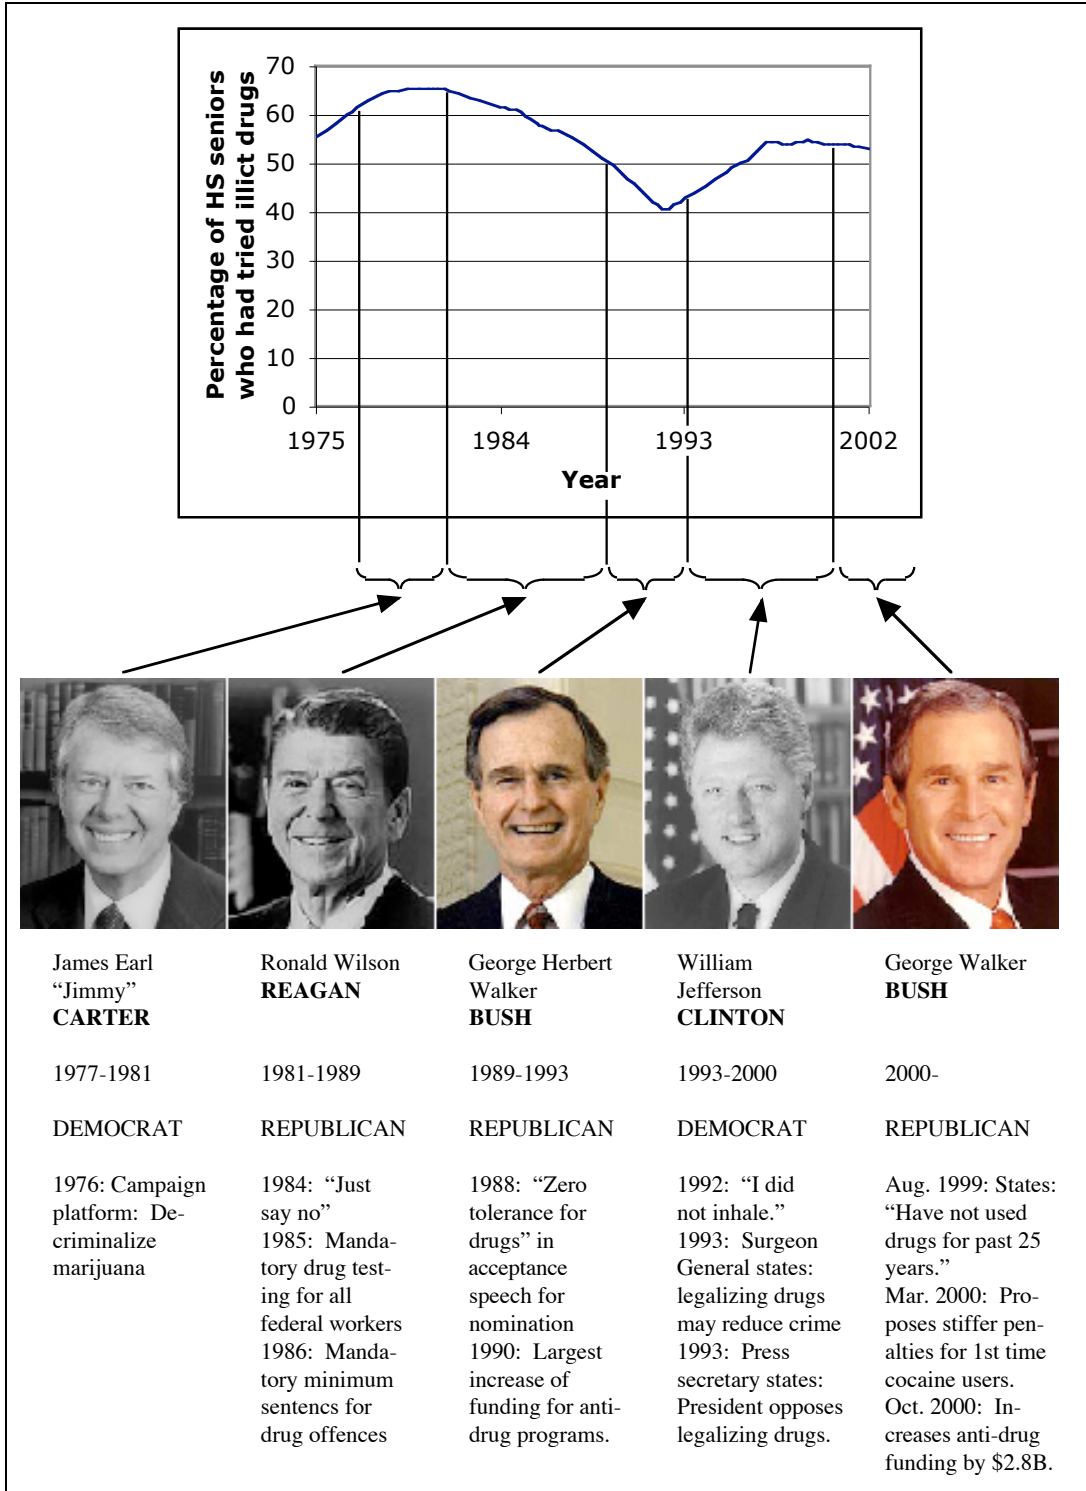 Percentage of HS seniors
who had tried illict drugs
70
60
50
40
30
20
10
0
1975
1984
1993
2002
Year
James Earl
“Jimmy”
CARTER
1977-1981
DEMOCRAT
1976: Campaign
platform: De-
criminalize
marijuana
Ronald Wilson
REAGAN
1981-1989
REPUBLICAN
1984: “Just
say no”
1985: Manda-
tory drug test-
ing for all
federal workers
1986: Manda-
tory minimum
sentencs for
drug offences
George Herbert
Walker
BUSH
1989-1993
REPUBLICAN
1988: “Zero
tolerance for
drugs” in
acceptance
speech for
nomination
1990: Largest
increase of
funding for anti-
drug programs.
William
Jefferson
CLINTON
1993-2000
DEMOCRAT
1992: “I did
not inhale.”
1993: Surgeon
General states:
legalizing drugs
may reduce crime
1993: Press
secretary states:
President opposes
legalizing drugs.
George Walker
BUSH
2000-
REPUBLICAN
Aug. 1999: States:
“Have not used
drugs for past 25
years.”
Mar. 2000: Pro-
poses stiffer pen-
alties for 1st time
cocaine users.
Oct. 2000: In-
creases anti-drug
funding by $2.8B.